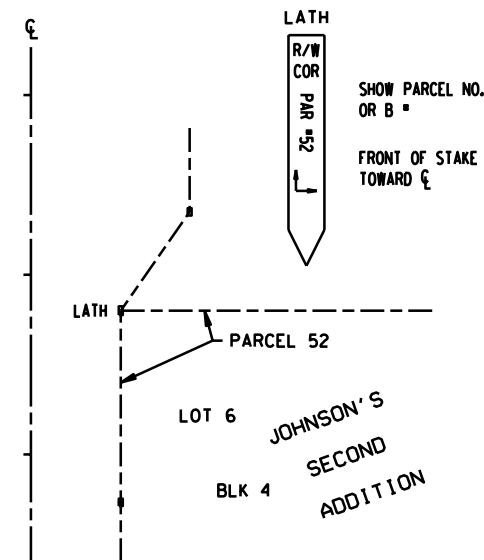 ℄
LATH
R/W
COR
PAR #52
SHOW PARCEL NO.
OR B #
FRONT OF STAKE
TOWARD ℄
LATH
PARCEL 52
LOT 6
BLK 4
JOHNSON'S
SECOND
ADDITION